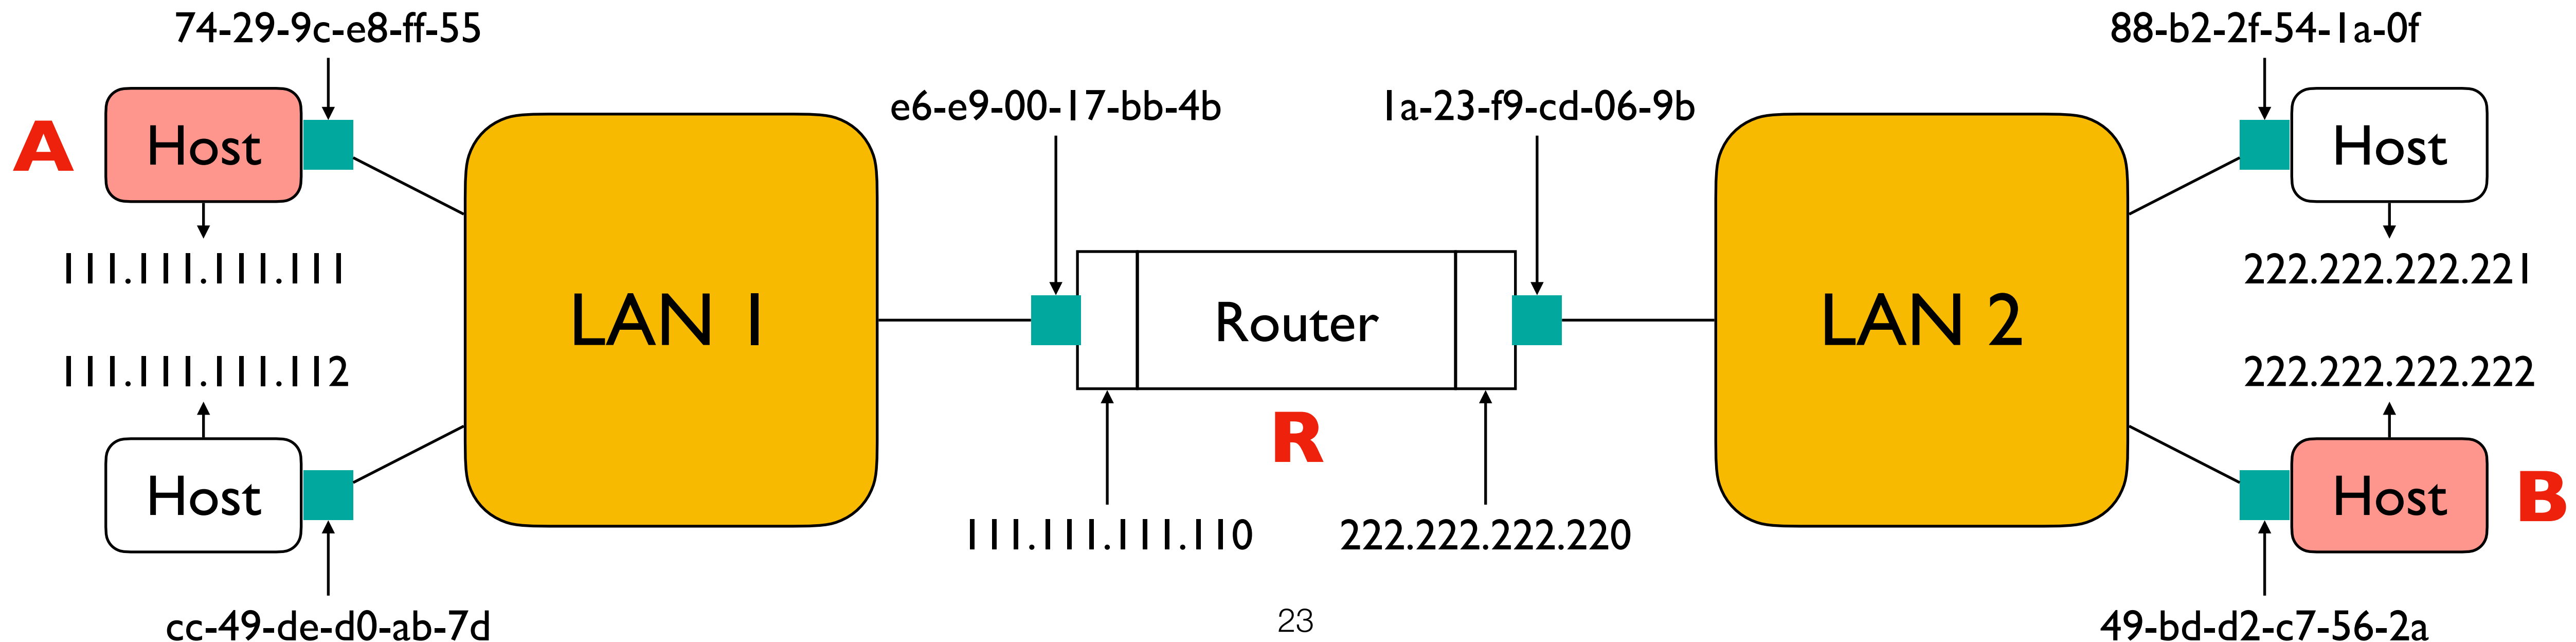 74-29-9c-e8-ff-55
88-b2-2f-54-1a-0f
e6-e9-00-17-bb-4b
1a-23-f9-cd-06-9b
A
Host
Host
111.111.111.111
222.222.222.221
LAN 1
Router
LAN 2
111.111.111.112
222.222.222.222
R
Host
Host
B
111.111.111.110
222.222.222.220
cc-49-de-d0-ab-7d
23
49-bd-d2-c7-56-2a